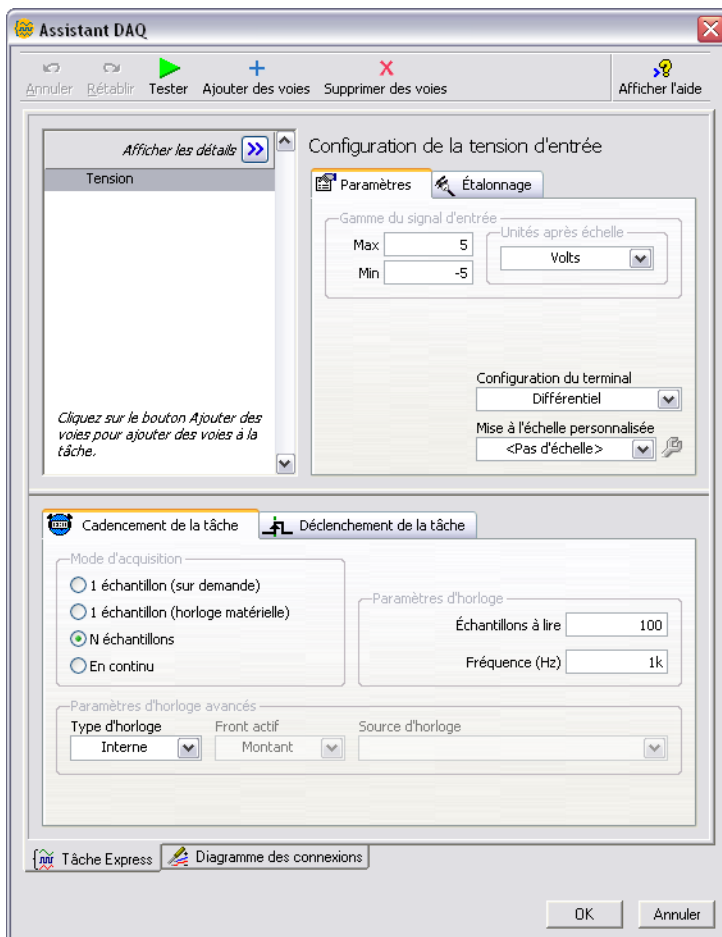 Assistant DAQ
Annuler Rétablir Tester Ajouter des voies Supprimer des voies Afficher l'aide
Afficher les détails
Tension
Cliquez sur le bouton Ajouter des
voies pour ajouter des voies à la
tâche.
Configuration de la tension d'entrée
Paramètres Étalonnage
Gamme du signal d'entrée
Max 5
Min -5
Unités après échelle
Volts
Configuration du terminal
Différentiel
Mise à l'échelle personnalisée
<Pas d'échelle>
Cadencement de la tâche Déclenchement de la tâche
Mode d'acquisition
1 échantillon (sur demande)
1 échantillon (horloge matérielle)
N échantillons
En continu
Paramètres d'horloge
Échantillons à lire 100
Fréquence (Hz) 1k
Paramètres d'horloge avancés
Type d'horloge Front actif Source d'horloge
Interne Montant
Tâche Express Diagramme des connexions
OK Annuler